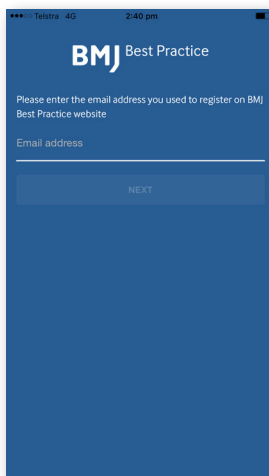 Telstra 4G 2:40 pm
BMJ Best Practice
Please enter the email address you used to register on BMJ
Best Practice website
Email address
NEXT